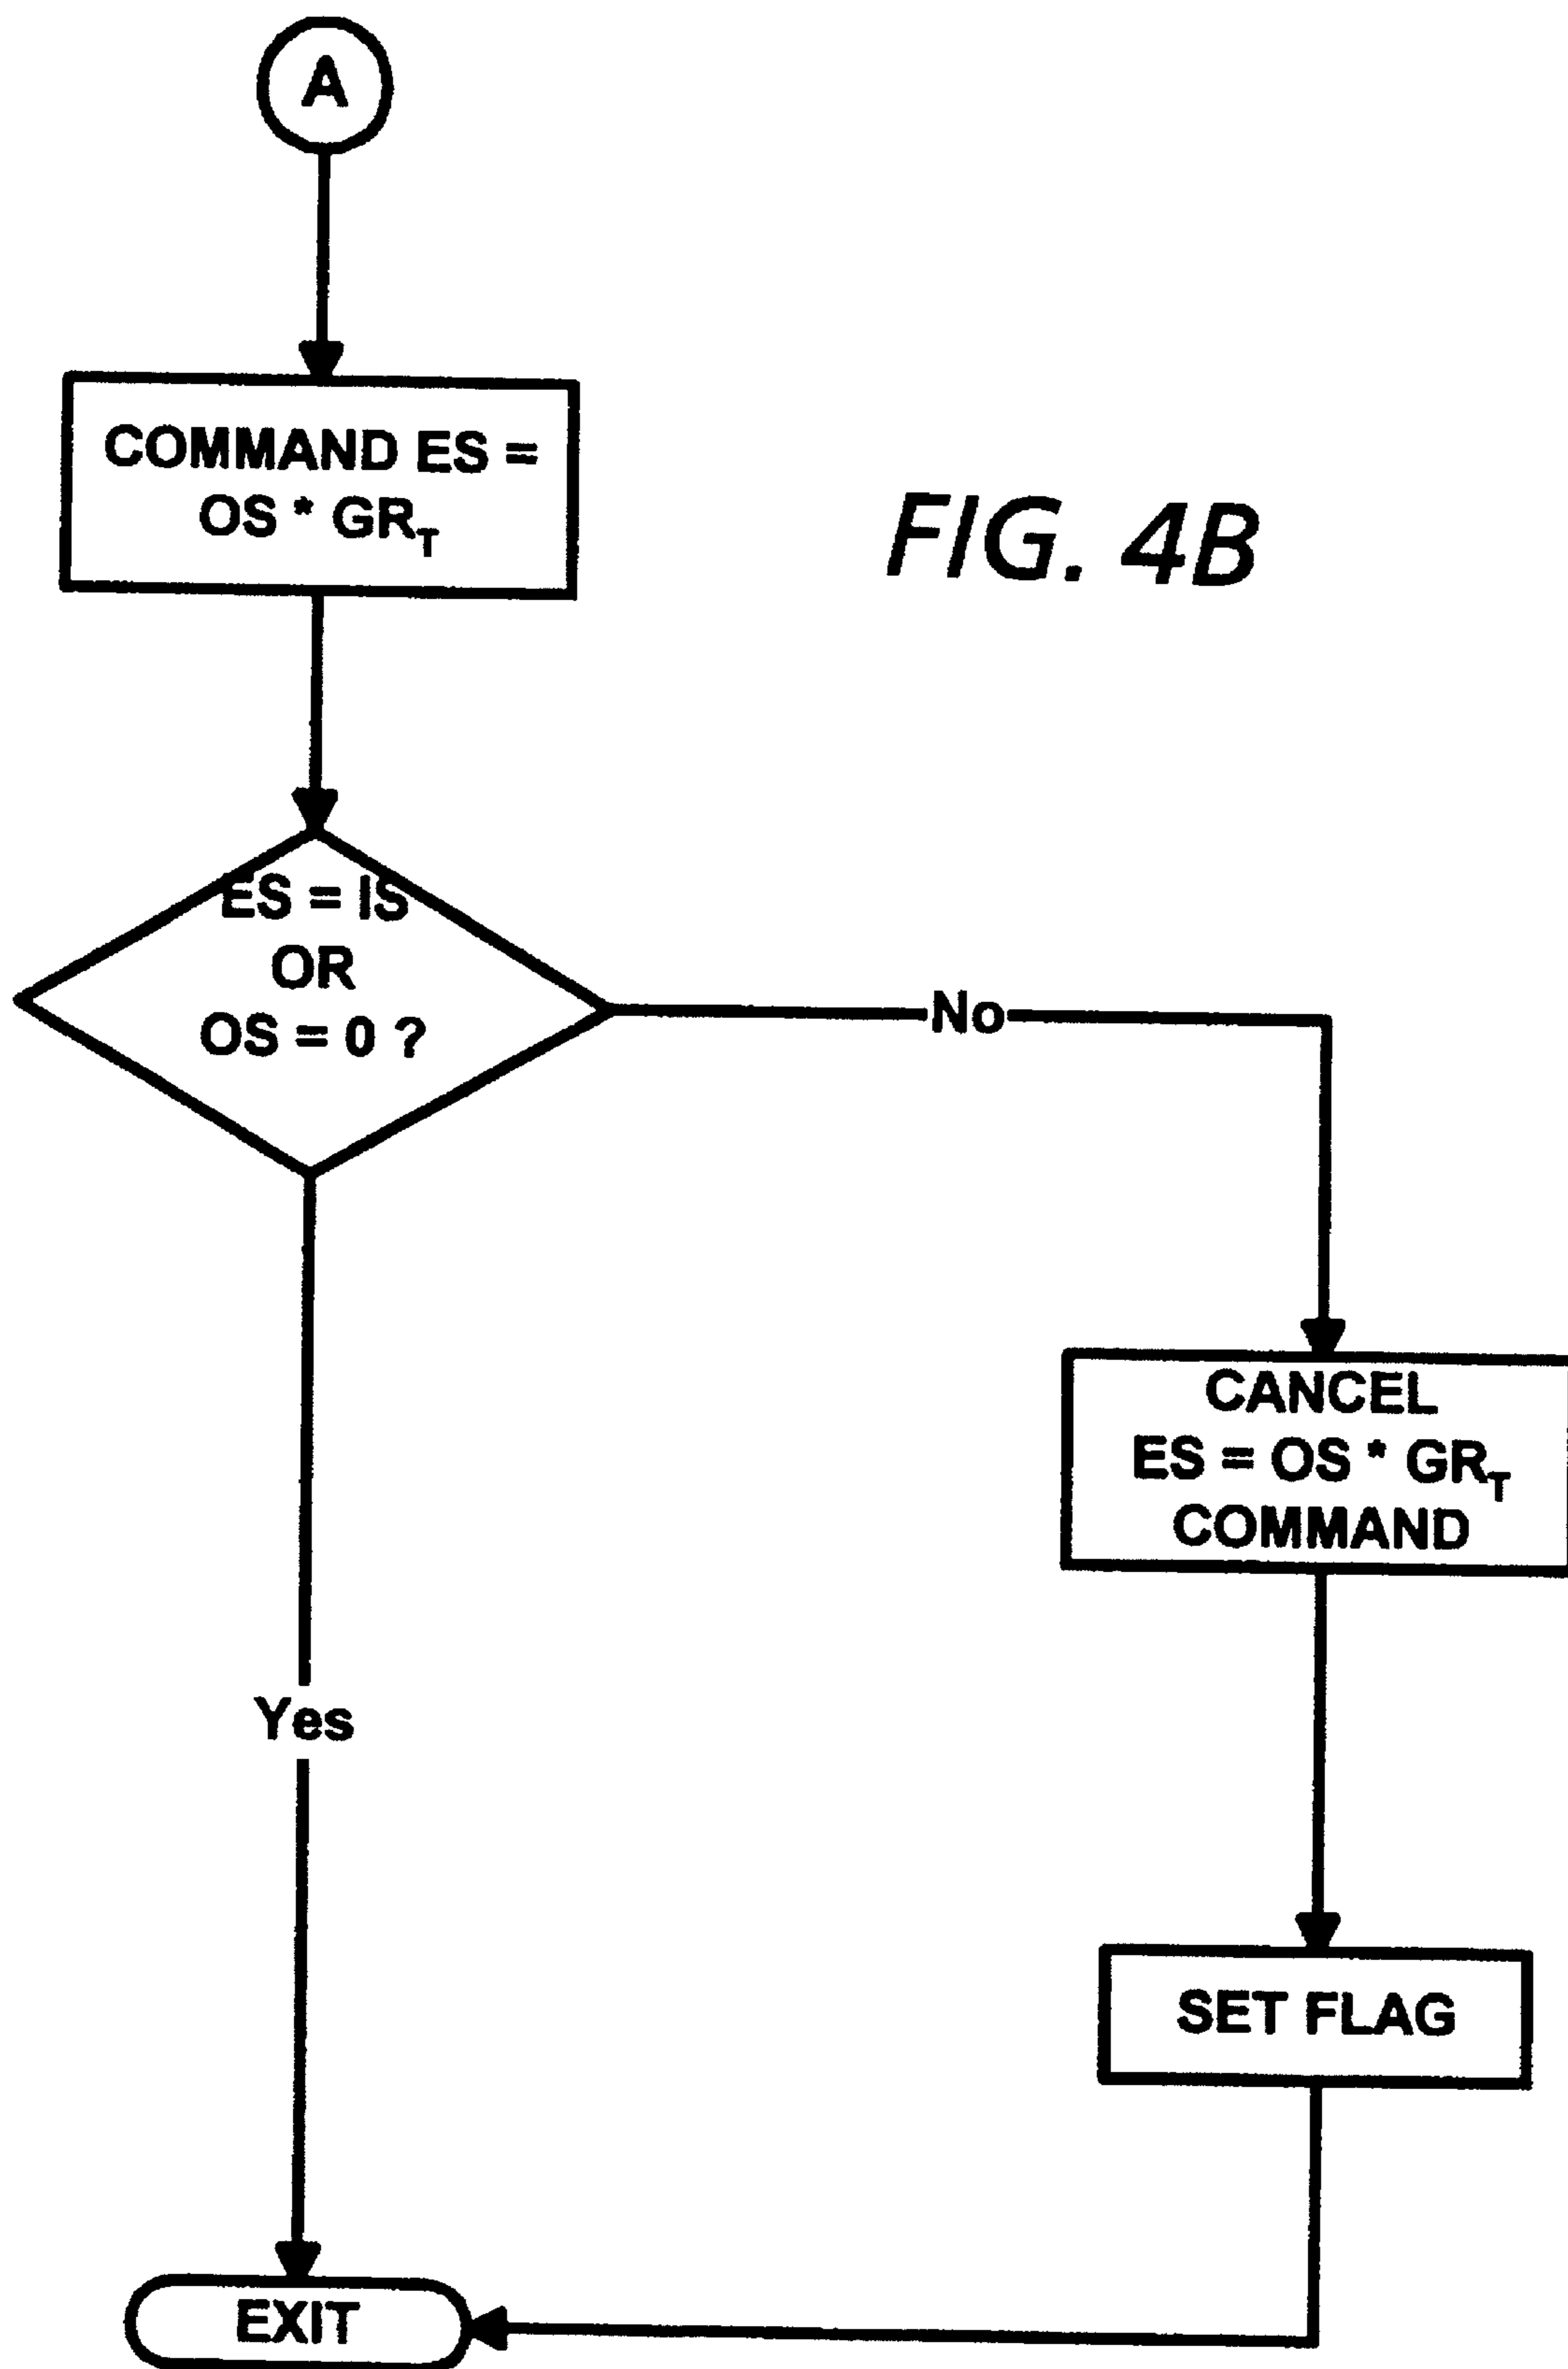 A
COMMAND ES =
OS * GR_T
FIG. 4B
ES = IS
OR
OS = 0 ?
No
CANCEL
ES = OS * GR_T
COMMAND
Yes
SET FLAG
EXIT